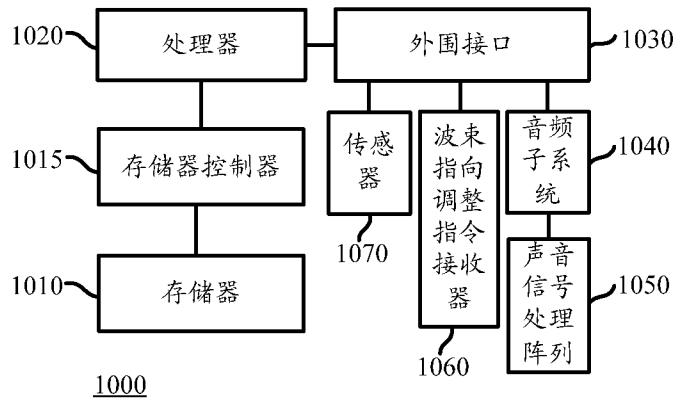 1020
处理器
外围接口
1030
1015
存储器控制器
传感
器
1070
波束
指向
调整
指令
接收
器
1060
音频
子系
统
1040
1010
存储器
声音
信号
处理
阵列
1050
1000